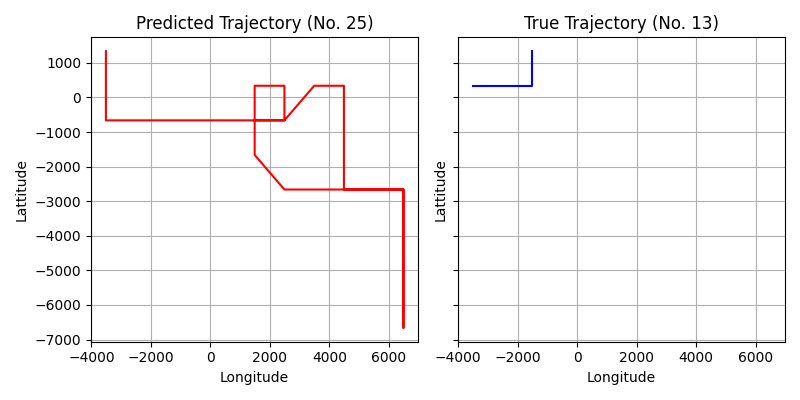 Predicted Trajectory (No. 25)
True Trajectory (No. 13)
Lattitude
1000
0
−1000
−2000
−3000
−4000
−5000
−6000
−7000
−4000 −2000 0 2000 4000 6000
Longitude
Lattitude
−4000 −2000 0 2000 4000 6000
Longitude